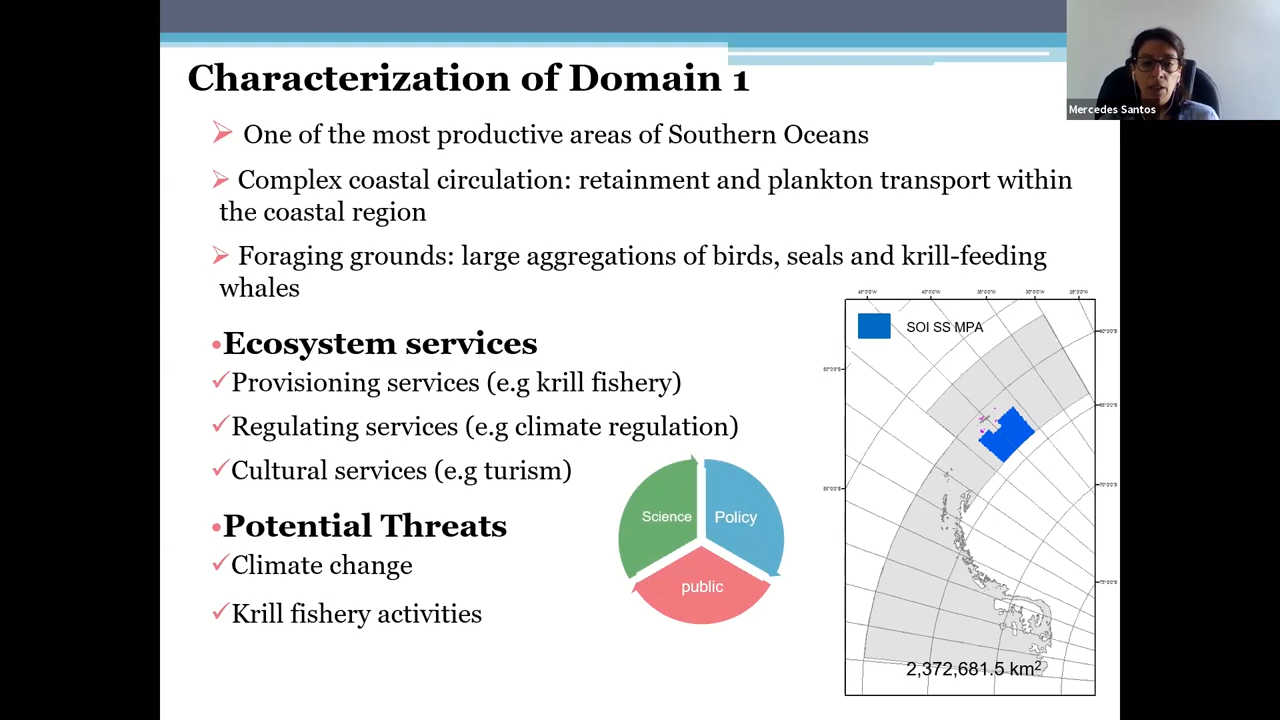 Characterization of Domain 1
One of the most productive areas of Southern Oceans
Complex coastal circulation: retainment and plankton transport within
the coastal region
Foraging grounds: large aggregations of birds, seals and krill-feeding
whales
•Ecosystem services
✓Provisioning services (e.g krill fishery)
✓Regulating services (e.g climate regulation)
✓Cultural services (e.g turism)
•Potential Threats
✓Climate change
✓Krill fishery activities
Science
Policy
public
SOI SS MPA
2,372,681.5 km²
Mercedes Santos